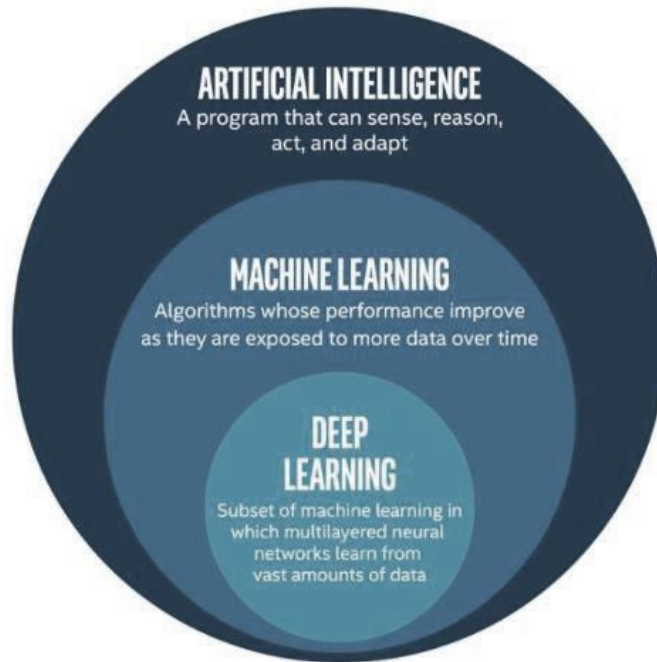 ARTIFICIAL INTELLIGENCE
A program that can sense, reason,
act, and adapt
MACHINE LEARNING
Algorithms whose performance improve
as they are exposed to more data over time
DEEP
LEARNING
Subset of machine learning in
which multilayered neural
networks learn from
vast amounts of data